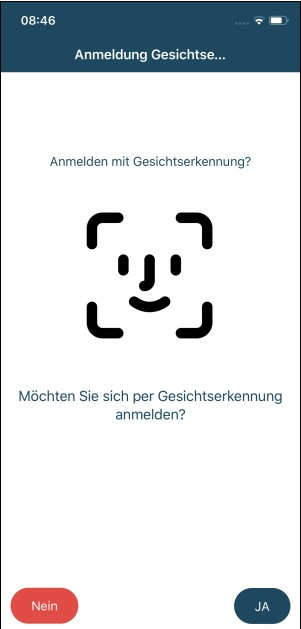 08:46
Anmeldung Gesichtse...
Anmelden mit Gesichtserkennung?
Möchten Sie sich per Gesichtserkennung
anmelden?
Nein
JA